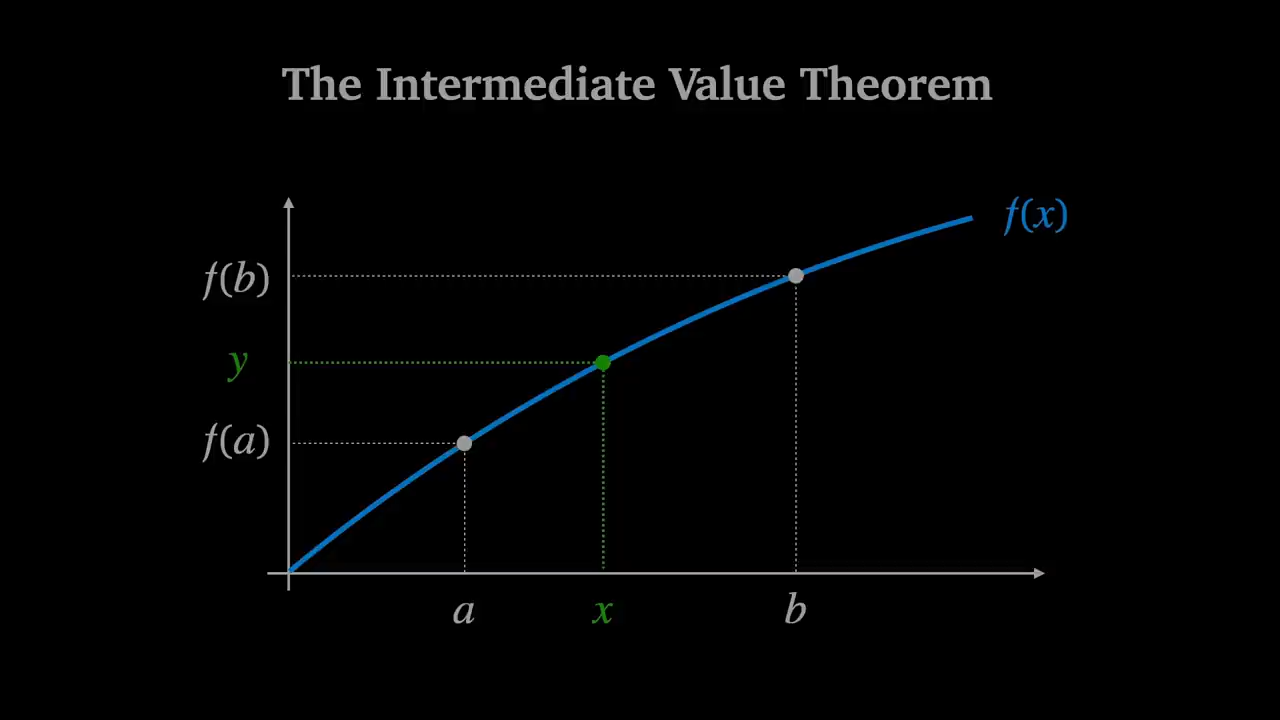 The Intermediate Value Theorem
f(x)
f(b)
y
f(a)
a x b